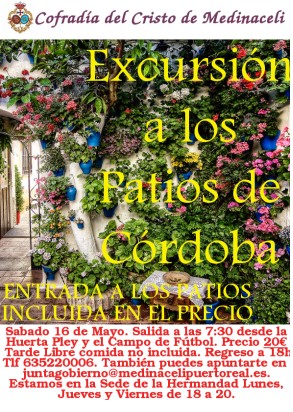 Cofradía del Cristo de Medinaceli
Excursión
a los
Patios de
Córdoba
ENTRADA A LOS PATIOS
INCLUIDA EN EL PRECIO
Sabado 16 de Mayo. Salida a las 7:30 desde la
Huerta Pley y el Campo de Fútbol. Precio 20€
Tarde Libre comida no incluida. Regreso a 18h
Tlf 635220006. También puedes apuntarte en
juntagobierno@medinacelipuertoreal.es.
Estamos en la Sede de la Hermandad Lunes,
Jueves y Viernes de 18 a 20.